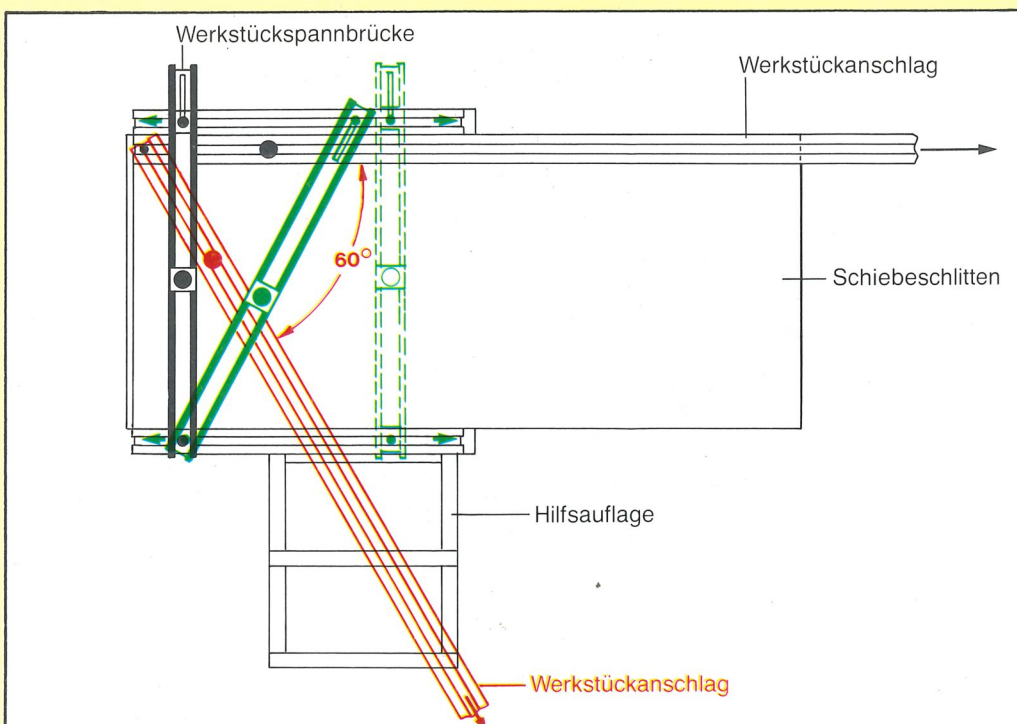 Werkstückspannbrücke
Werkstückanschlag
60°
Schiebeschlitten
Hilfsauflage
Werkstückanschlag